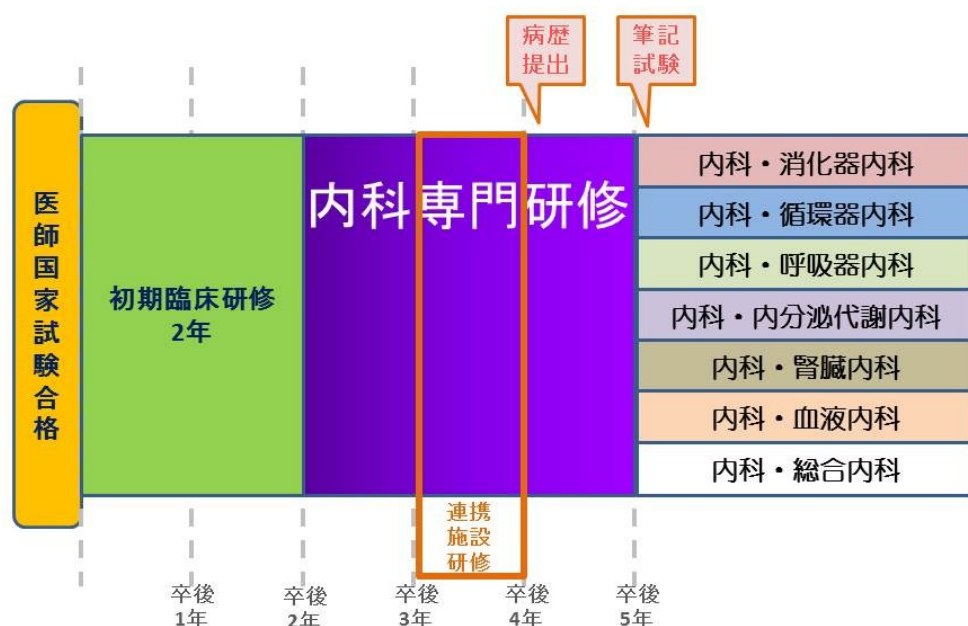 病歴
提出
筆記
試験
医師国家試験合格
初期臨床研修
2年
内科専門研修
内科・消化器内科
内科・循環器内科
内科・呼吸器内科
内科・内分泌代謝内科
内科・腎臓内科
内科・血液内科
内科・総合内科
連携
施設
研修
卒後
1年
卒後
2年
卒後
3年
卒後
4年
卒後
5年